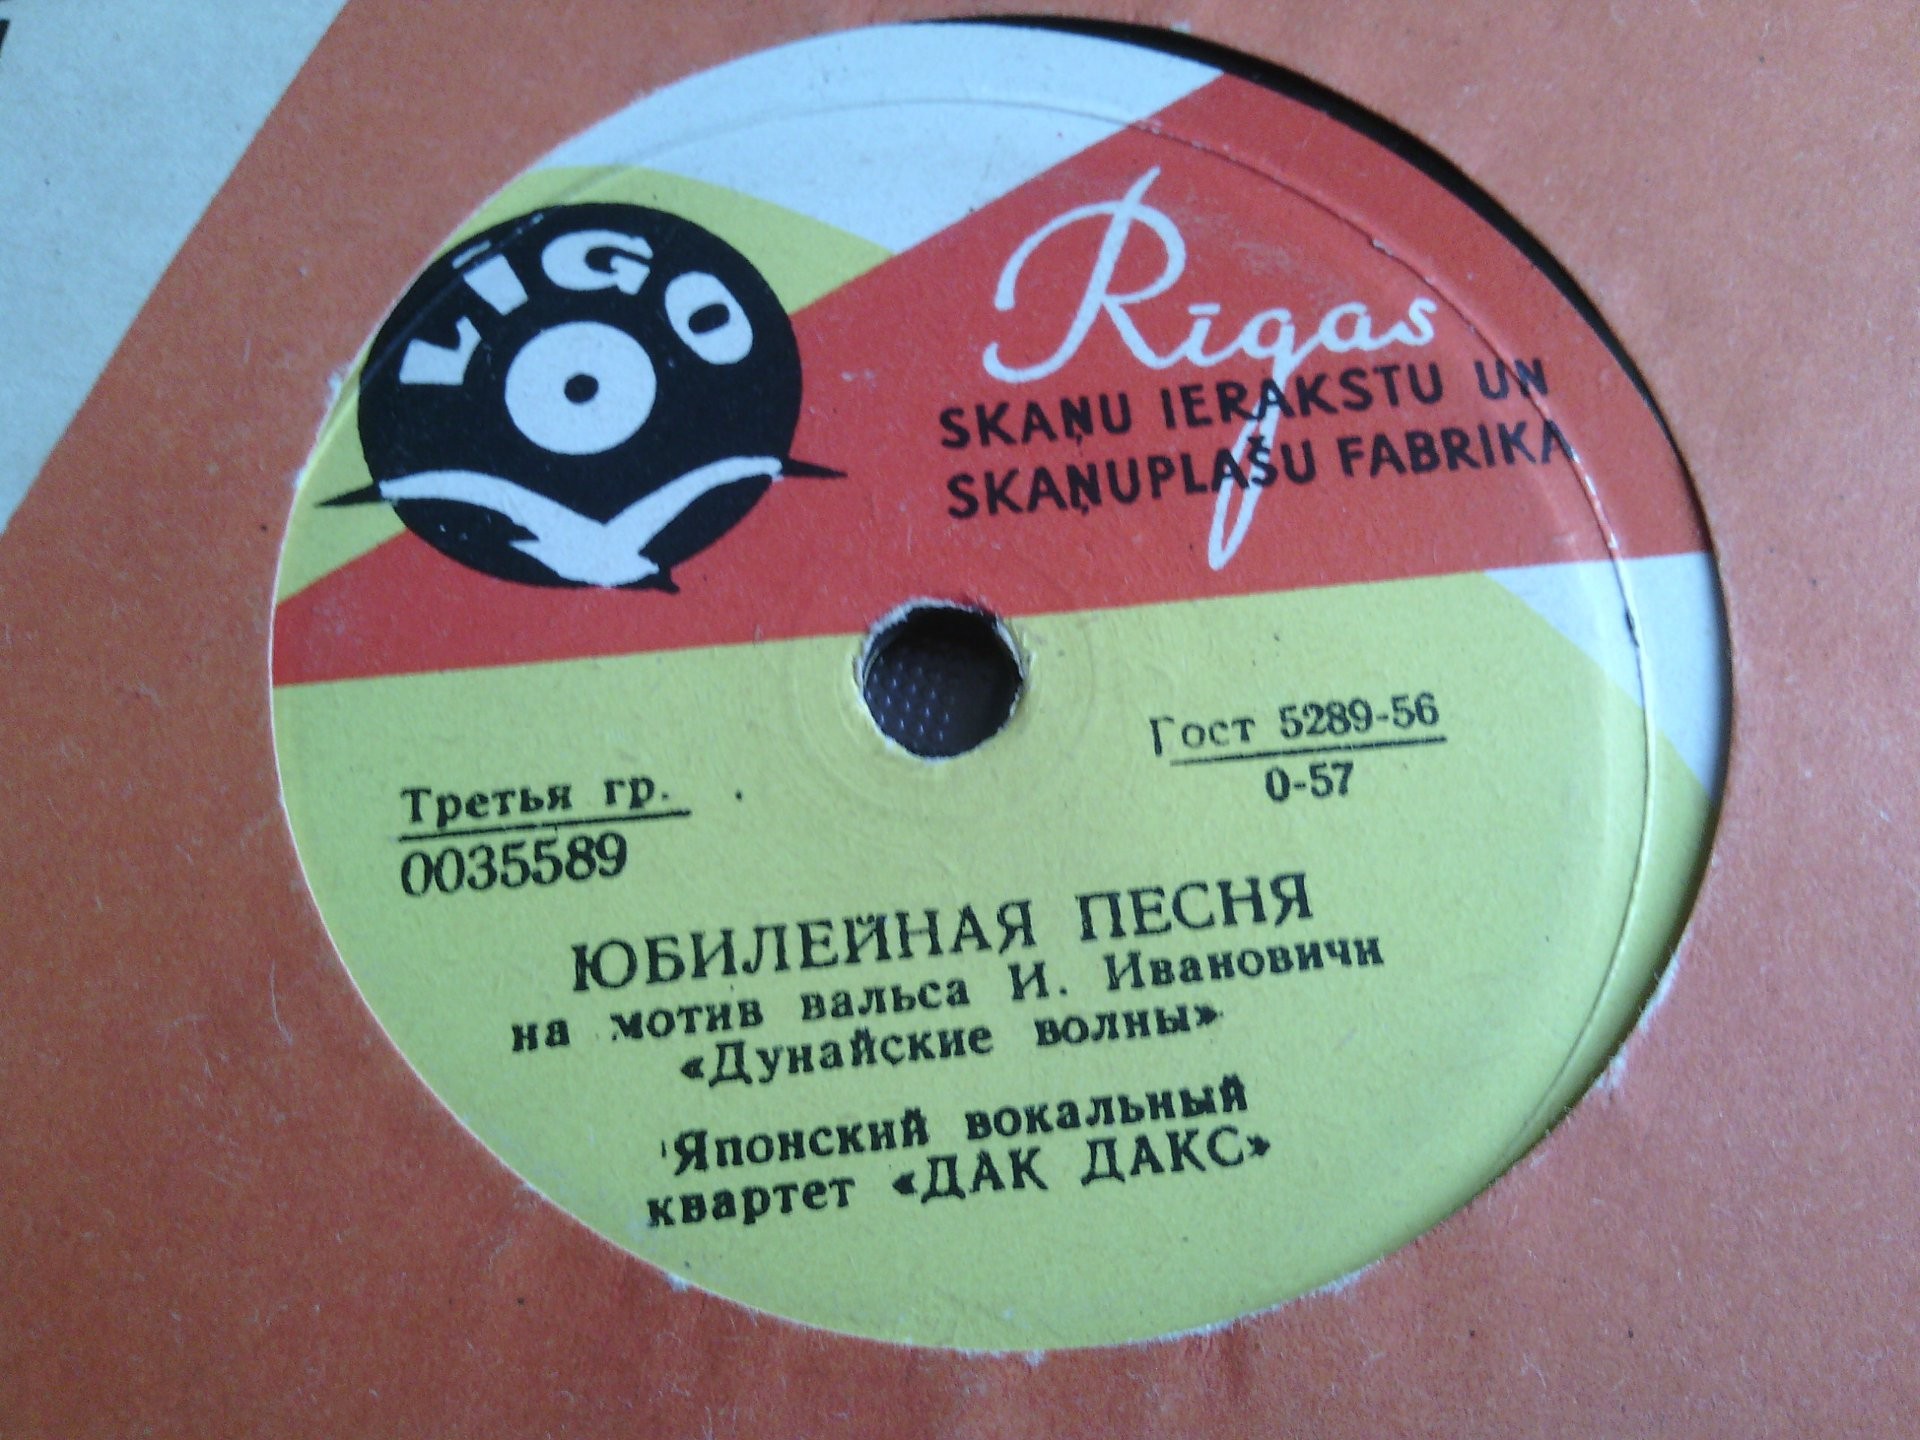 LĪGO
Rīgas
SKAŅU IERAKSTU UN
SKAŅUPLAŠU FABRIKA
Гост 5289-56
0-57
Третья гр.
0035589
ЮБИЛЕЙНАЯ ПЕСНЯ
на мотив вальса И. Ивановичи
«Дунайские волны»
Японский вокальный
квартет «ДАК ДАКС»